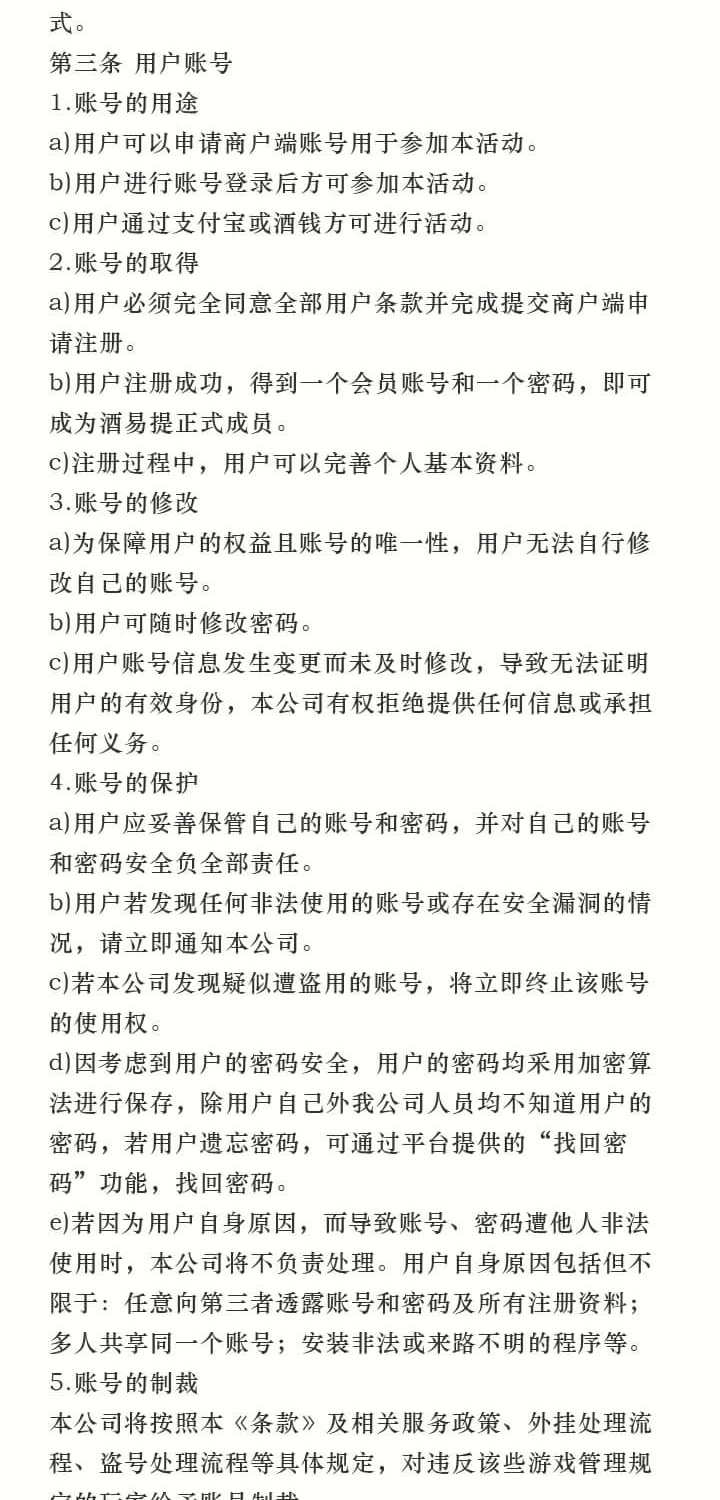 式。
第三条 用户账号
1.账号的用途
a)用户可以申请商户端账号用于参加本活动。
b)用户进行账号登录后方可参加本活动。
c)用户通过支付宝或酒钱方可进行活动。
2.账号的取得
a)用户必须完全同意全部用户条款并完成提交商户端申
请注册。
b)用户注册成功，得到一个会员账号和一个密码，即可
成为酒易提正式成员。
c)注册过程中，用户可以完善个人基本资料。
3.账号的修改
a)为保障用户的权益且账号的唯一性，用户无法自行修
改自己的账号。
b)用户可随时修改密码。
c)用户账号信息发生变更而未及时修改，导致无法证明
用户的有效身份，本公司有权拒绝提供任何信息或承担
任何义务。
4.账号的保护
a)用户应妥善保管自己的账号和密码，并对自己的账号
和密码安全负全部责任。
b)用户若发现任何非法使用的账号或存在安全漏洞的情
况，请立即通知本公司。
c)若本公司发现疑似遭盗用的账号，将立即终止该账号
的使用权。
d)因考虑到用户的密码安全，用户的密码均采用加密算
法进行保存，除用户自己外我公司人员均不知道用户的
密码，若用户遗忘密码，可通过平台提供的“找回密
码”功能，找回密码。
e)若因为用户自身原因，而导致账号、密码遭他人非法
使用时，本公司将不负责处理。用户自身原因包括但不
限于：任意向第三者透露账号和密码及所有注册资料；
多人共享同一个账号；安装非法或来路不明的程序等。
5.账号的制裁
本公司将按照本《条款》及相关服务政策、外挂处理流
程、盗号处理流程等具体规定，对违反该些游戏管理规
定的玩家给予账号制裁